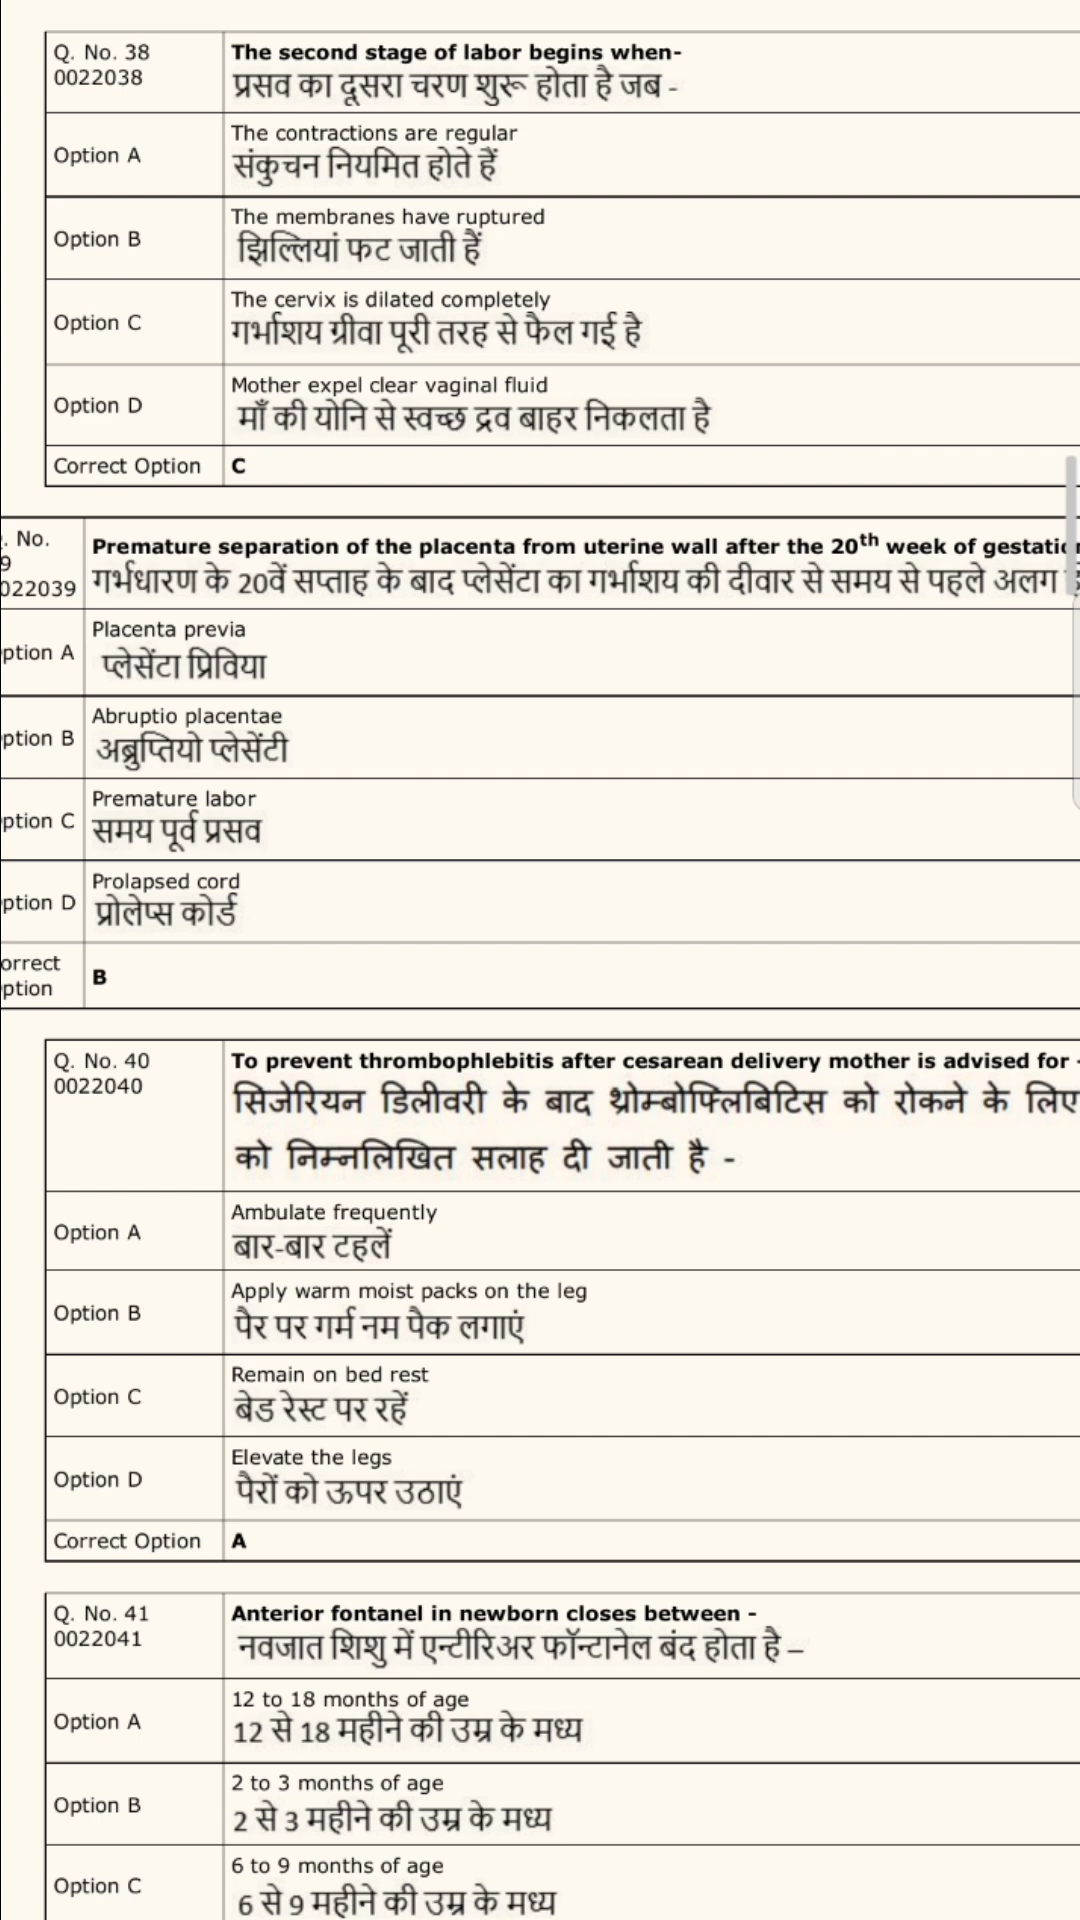 Q. No. 38
0022038
The second stage of labor begins when-
प्रसव का दूसरा चरण शुरू होता है जब -
Option A
The contractions are regular
संकुचन नियमित होते हैं
Option B
The membranes have ruptured
झिल्लियां फट जाती हैं
Option C
The cervix is dilated completely
गर्भाशय ग्रीवा पूरी तरह से फैल गई है
Option D
Mother expel clear vaginal fluid
माँ की योनि से स्वच्छ द्रव बाहर निकलता है
Correct Option
C
. No.
9
022039
Premature separation of the placenta from uterine wall after the 20th week of gestatio
गर्भधारण के 20वें सप्ताह के बाद प्लेसेंटा का गर्भाशय की दीवार से समय से पहले अलग
ption A
Placenta previa
प्लेसेंटा प्रिविया
ption B
Abruptio placentae
अब्रुप्तियो प्लेसेंटी
ption C
Premature labor
समय पूर्व प्रसव
ption D
Prolapsed cord
प्रोलेप्स कोर्ड
orrect
ption
B
Q. No. 40
0022040
To prevent thrombophlebitis after cesarean delivery mother is advised for -
सिजेरियन डिलीवरी के बाद थ्रोम्बोफ्लिबिटिस को रोकने के लिए
को निम्नलिखित सलाह दी जाती है -
Option A
Ambulate frequently
बार-बार टहलें
Option B
Apply warm moist packs on the leg
पैर पर गर्म नम पैक लगाएं
Option C
Remain on bed rest
बेड रेस्ट पर रहें
Option D
Elevate the legs
पैरों को ऊपर उठाएं
Correct Option
A
Q. No. 41
0022041
Anterior fontanel in newborn closes between -
नवजात शिशु में एन्टीरिअर फॉन्टानेल बंद होता है –
Option A
12 to 18 months of age
12 से 18 महीने की उम्र के मध्य
Option B
2 to 3 months of age
2 से 3 महीने की उम्र के मध्य
Option C
6 to 9 months of age
6 से 9 महीने की उम्र के मध्य